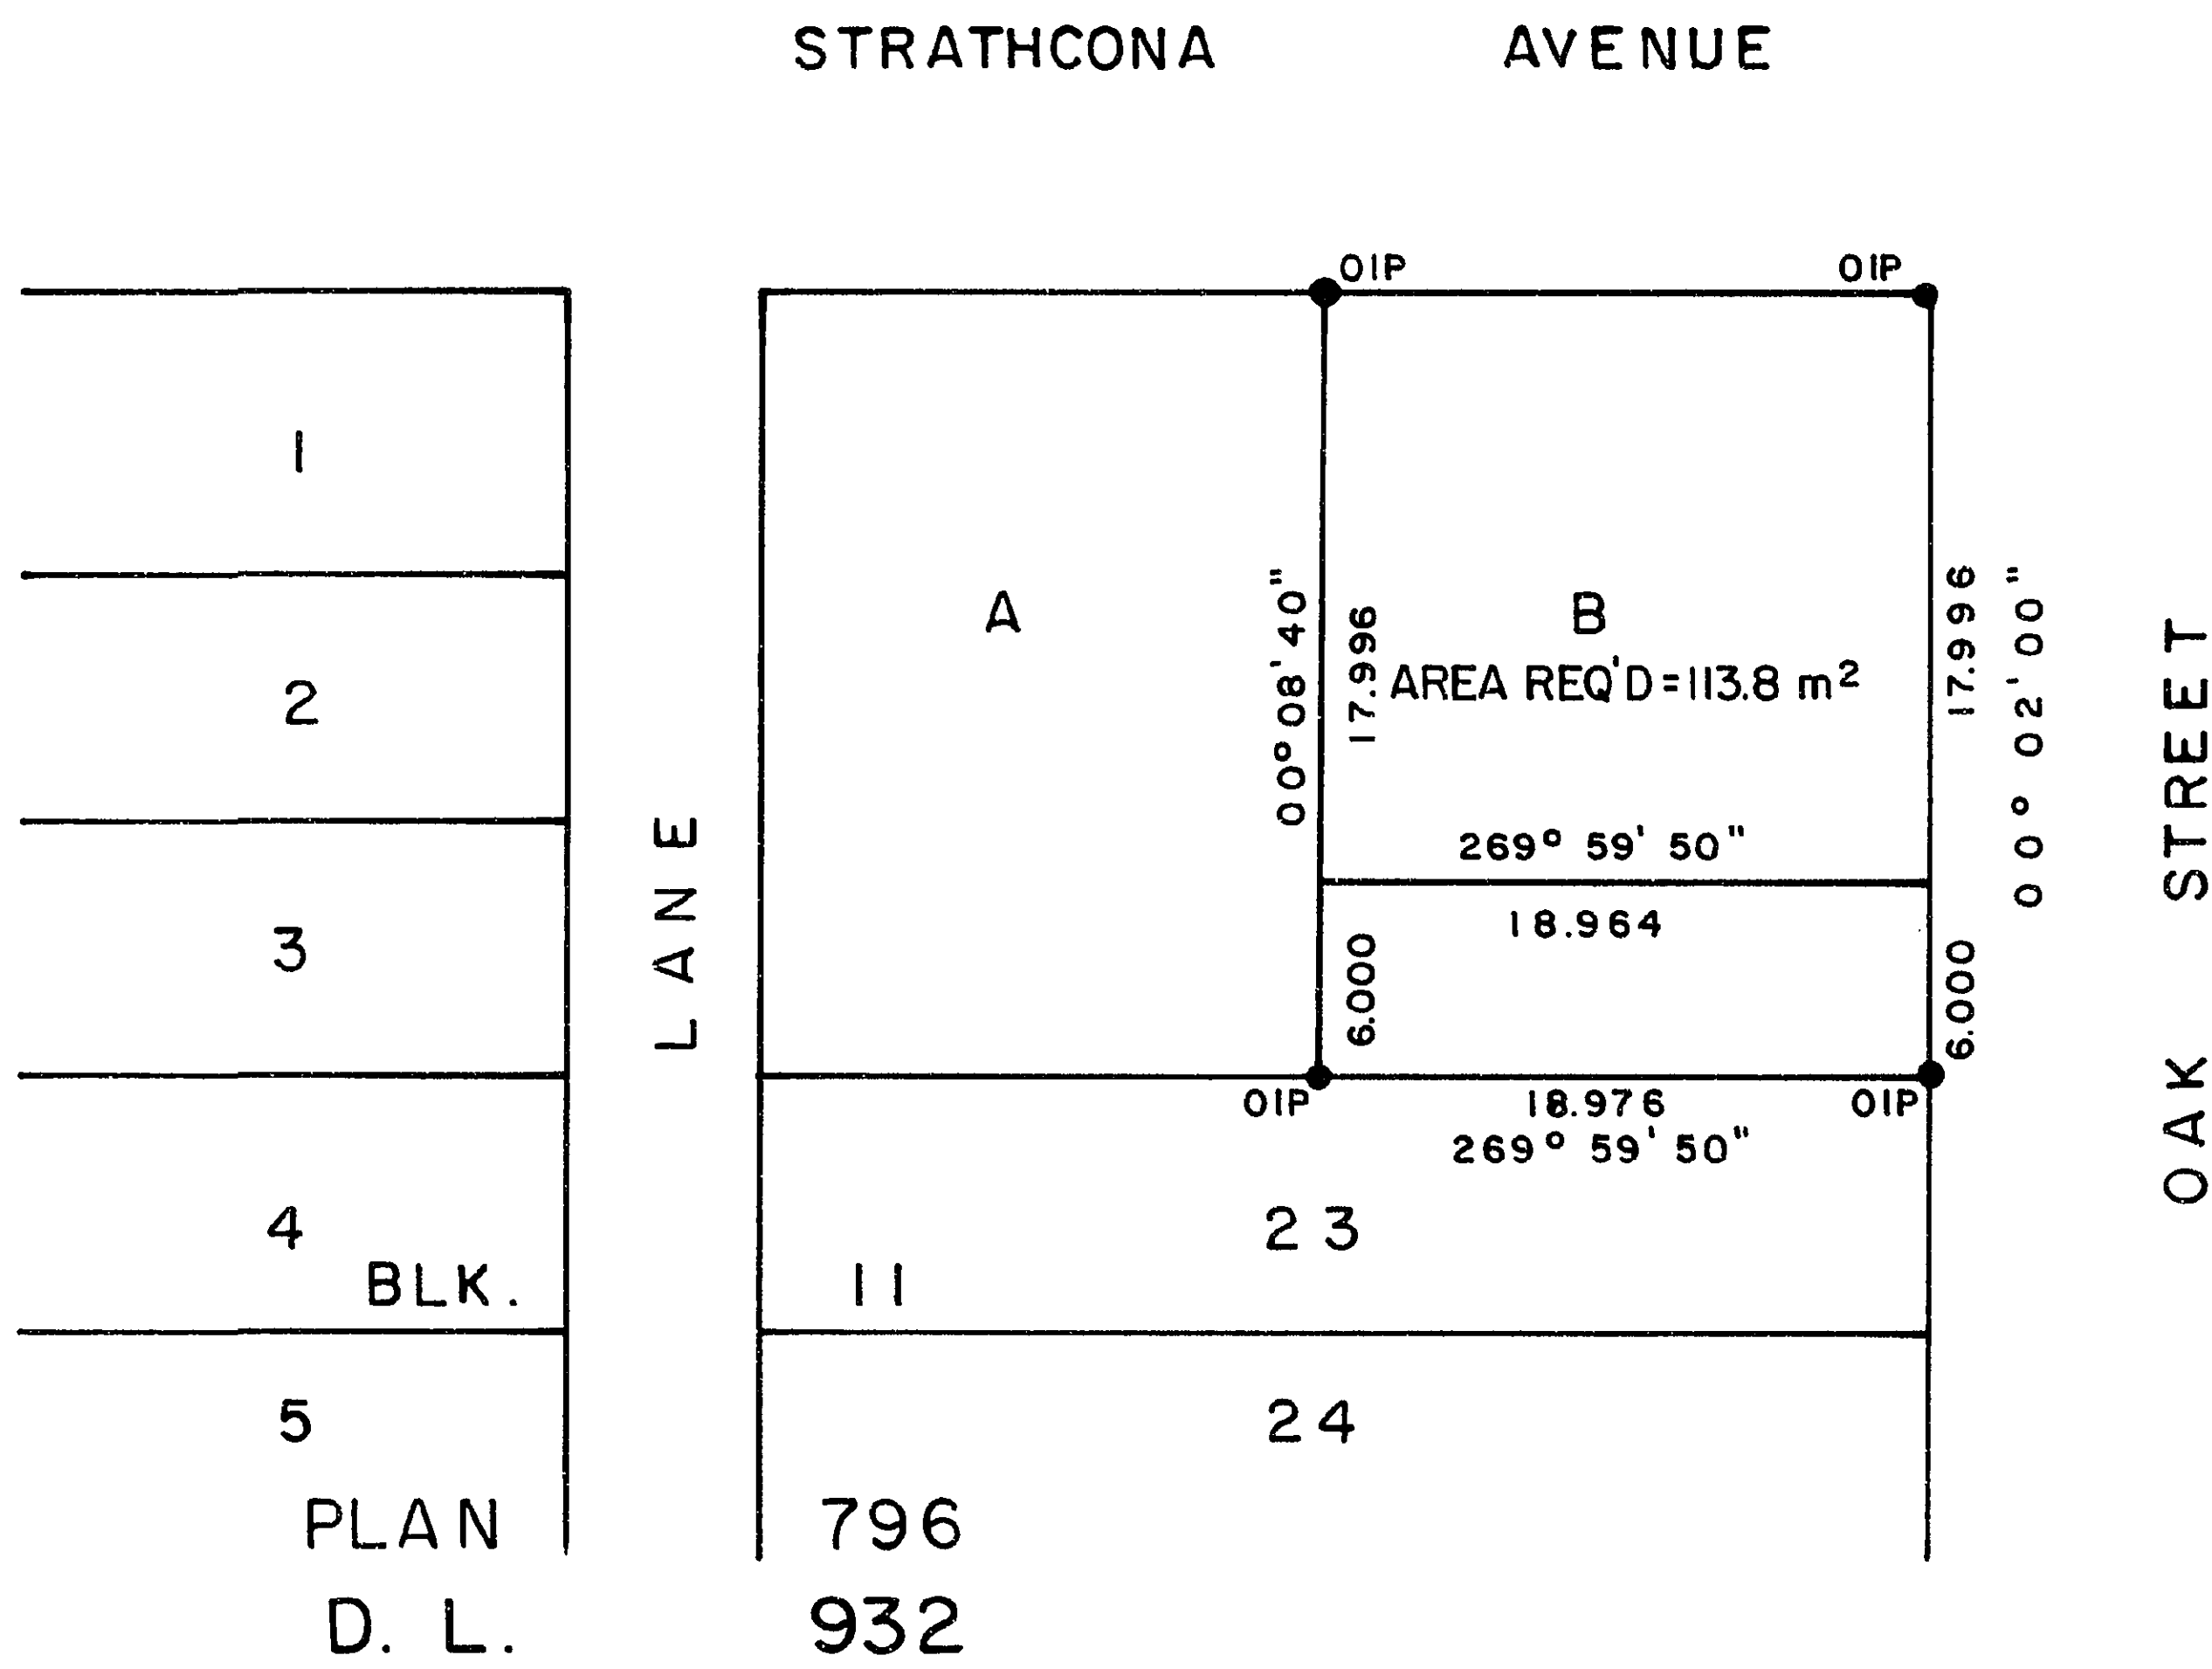 STRATHCONA AVENUE
OIP OIP
1
A
B
2
AREA REQ'D = 113.8 m²
00° 08' 40"
17.996
17.996
00° 02' 00"
OAK STREET
LANE
269° 59' 50"
18.964
3
6.000
6.000
OIP 18.976 OIP
269° 59' 50"
4
23
BLK. 11
5
24
PLAN 796
D. L. 932